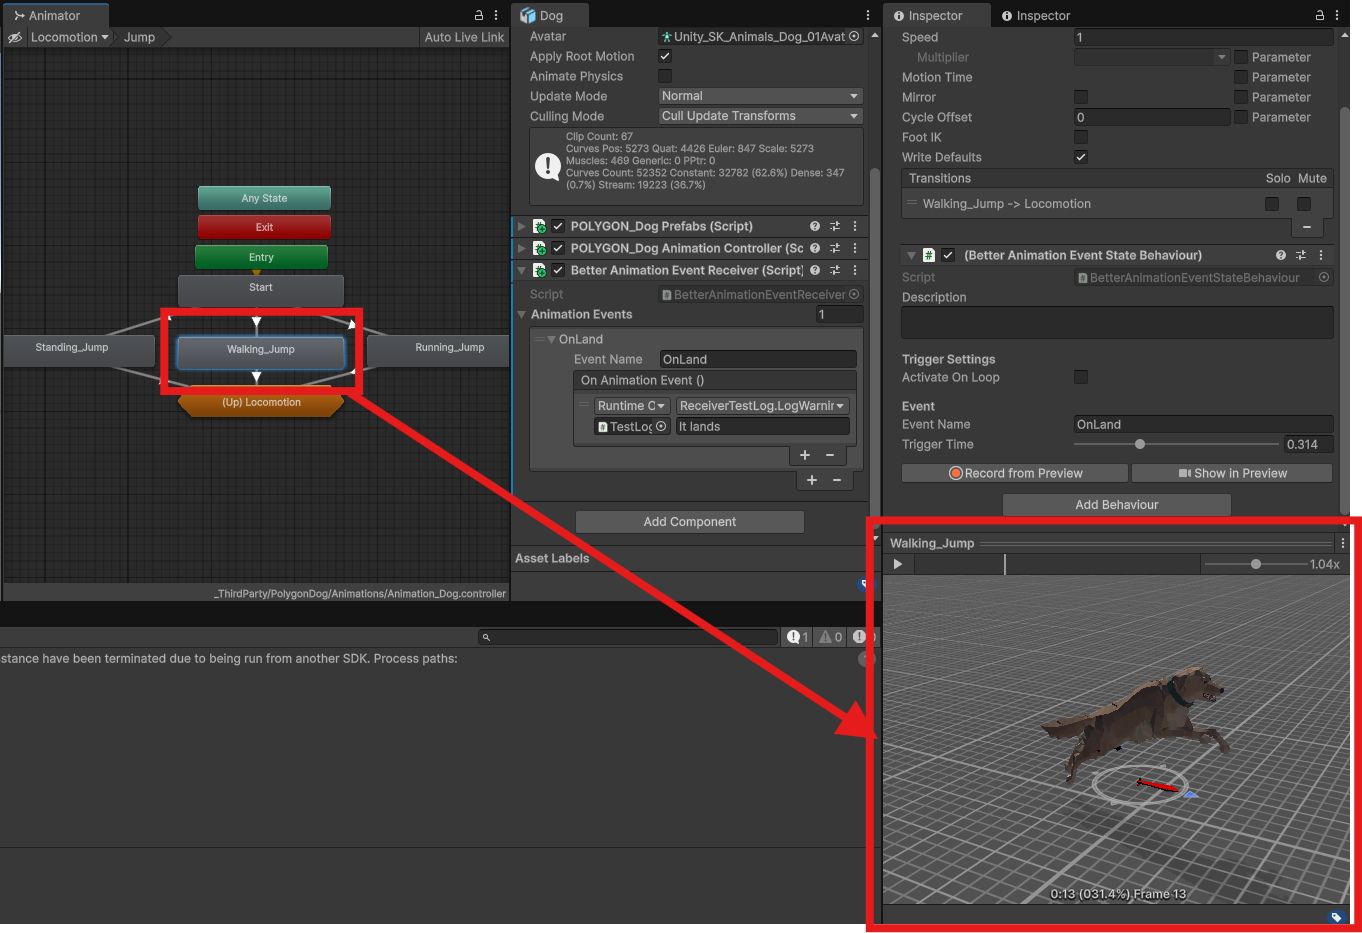 Animator
Locomotion
Jump
Auto Live Link
Any State
Exit
Entry
Start
Standing_Jump
Walking_Jump
Running_Jump
(Up) Locomotion
_ThirdParty/PolygonDog/Animations/Animation_Dog.controller
1
0
stance have been terminated due to being run from another SDK. Process paths:
Dog
Avatar
Unity_SK_Animals_Dog_01Avat
Apply Root Motion
Animate Physics
Update Mode
Normal
Culling Mode
Cull Update Transforms
Clip Count: 67
Curves Pos: 5273 Quat: 4426 Euler: 847 Scale: 5273
Muscles: 469 Generic: 0 PPtr: 0
Curves Count: 52352 Constant: 32782 (62.6%) Dense: 347
(0.7%) Stream: 19223 (36.7%)
POLYGON_Dog Prefabs (Script)
POLYGON_Dog Animation Controller (Sc
Better Animation Event Receiver (Script)
Script
BetterAnimationEventReceiver
Animation Events
1
OnLand
Event Name
OnLand
On Animation Event ()
Runtime O
ReceiverTestLog.LogWarnin
TestLog
It lands
+ −
+ −
Add Component
Asset Labels
Inspector
Inspector
Speed
1
Multiplier
Parameter
Motion Time
Parameter
Mirror
Parameter
Cycle Offset
0
Parameter
Foot IK
Write Defaults
Transitions
Solo
Mute
Walking_Jump -> Locomotion
−
# (Better Animation Event State Behaviour)
Script
BetterAnimationEventStateBehaviour
Description
Trigger Settings
Activate On Loop
Event
Event Name
OnLand
Trigger Time
0.314
Record from Preview
Show in Preview
Add Behaviour
Walking_Jump
1.04x
0:13 (031.4%) Frame 13